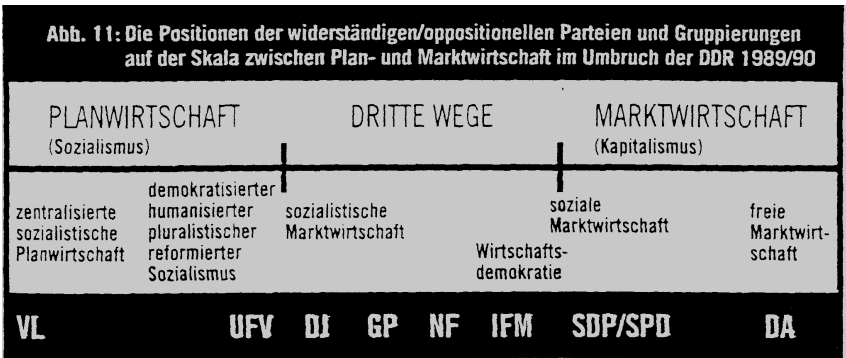 Abb. 11: Die Positionen der widerständigen/oppositionellen Parteien und Gruppierungen
auf der Skala zwischen Plan- und Marktwirtschaft im Umbruch der DDR 1989/90
PLANWIRTSCHAFT
(Sozialismus)
DRITTE WEGE
MARKTWIRTSCHAFT
(Kapitalismus)
zentralisierte
sozialistische
Planwirtschaft
demokratisierter
humanisierter
pluralistischer
reformierter
Sozialismus
sozialistische
Marktwirtschaft
Wirtschafts-
demokratie
soziale
Marktwirtschaft
freie
Marktwirt-
schaft
VL UFV DJ GP NF IFM SDP/SPD DA